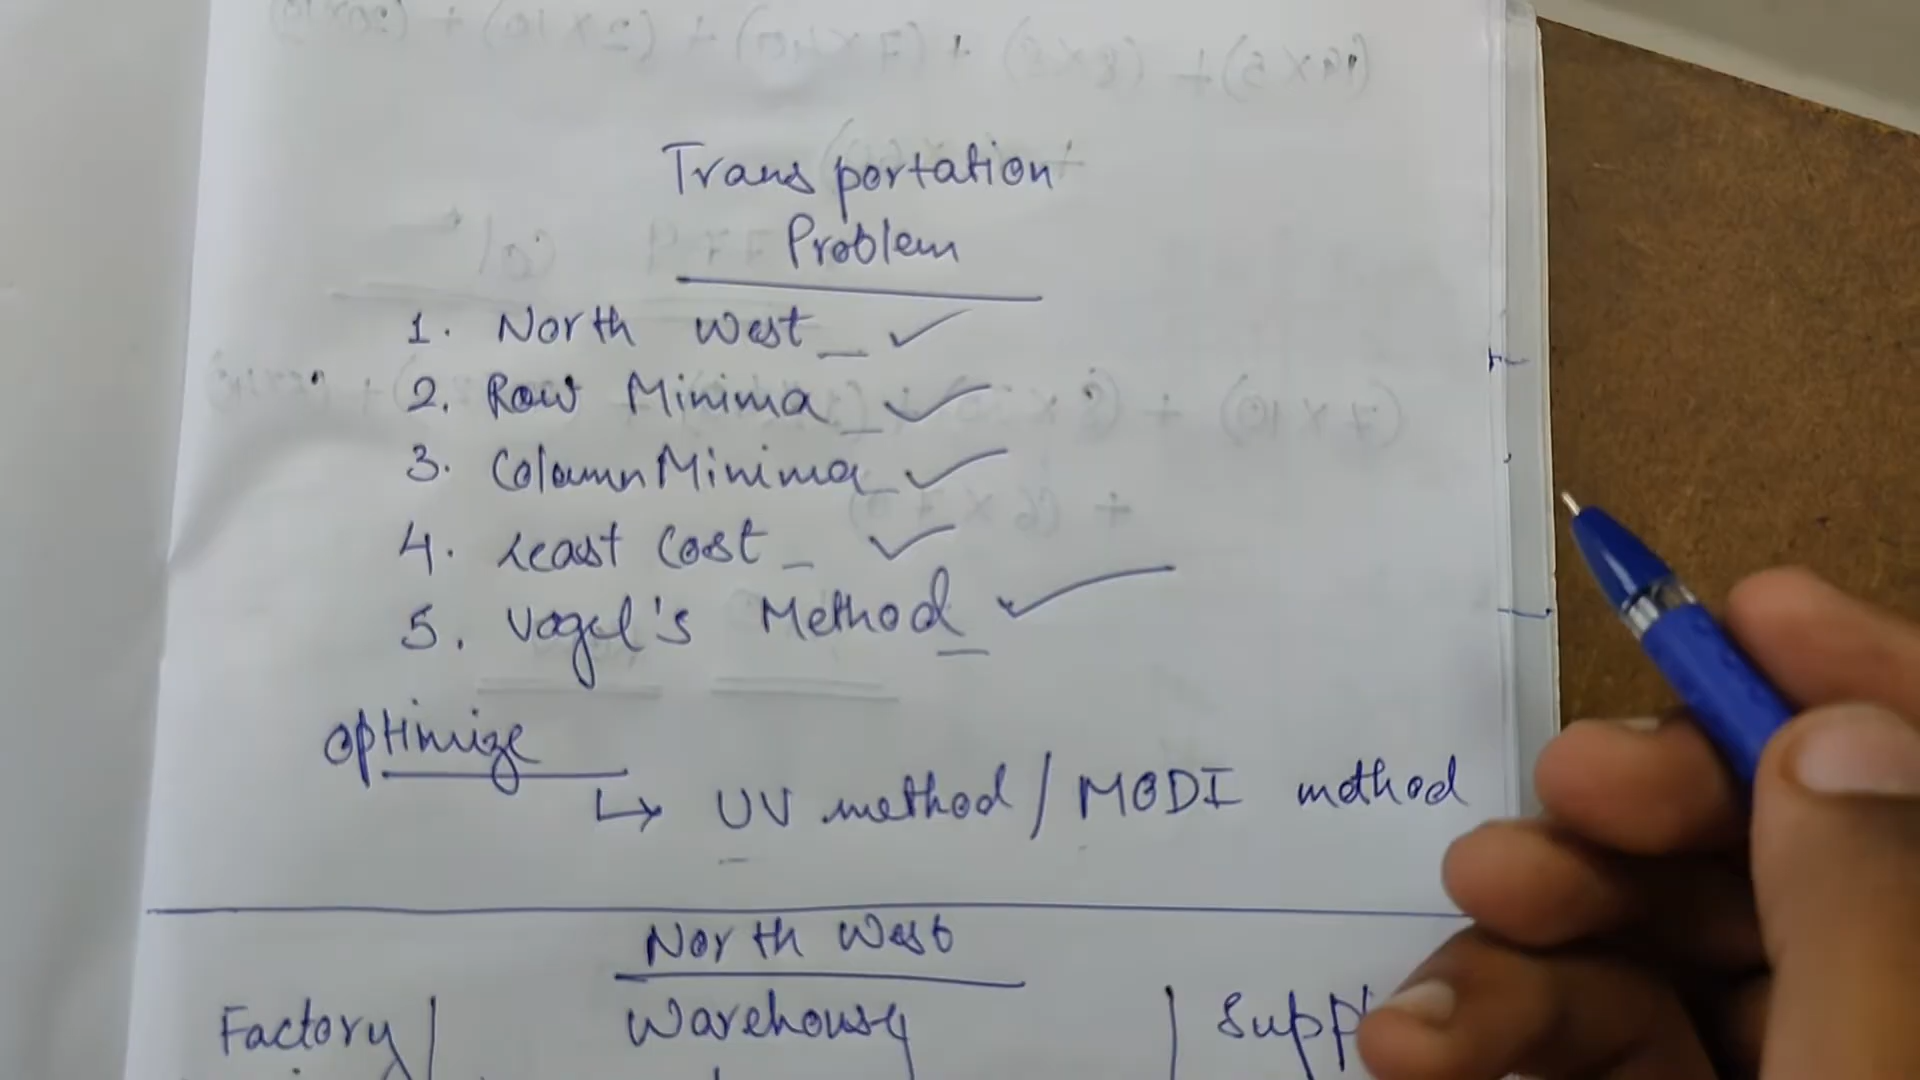 Transportation
Problem
1. North West
2. Row Minima
3. Column Minima
4. Least Cost
5. Vogel's Method
optimize
↳ UV method / MODI method
North West
Factory Warehouse